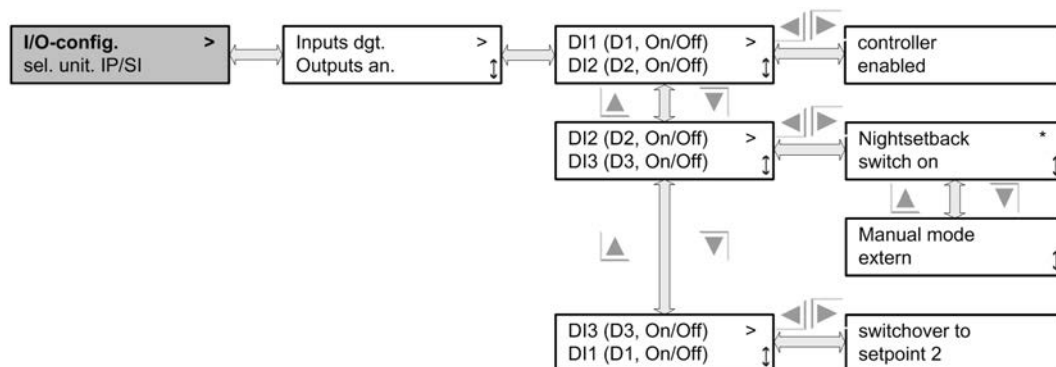 I/O-config. >
sel. unit. IP/SI
Inputs dgt. >
Outputs an.
DI1 (D1, On/Off) >
DI2 (D2, On/Off)
controller
enabled
DI2 (D2, On/Off) >
DI3 (D3, On/Off)
Nightsetback *
switch on
Manual mode
extern
DI3 (D3, On/Off) >
DI1 (D1, On/Off)
switchover to
setpoint 2